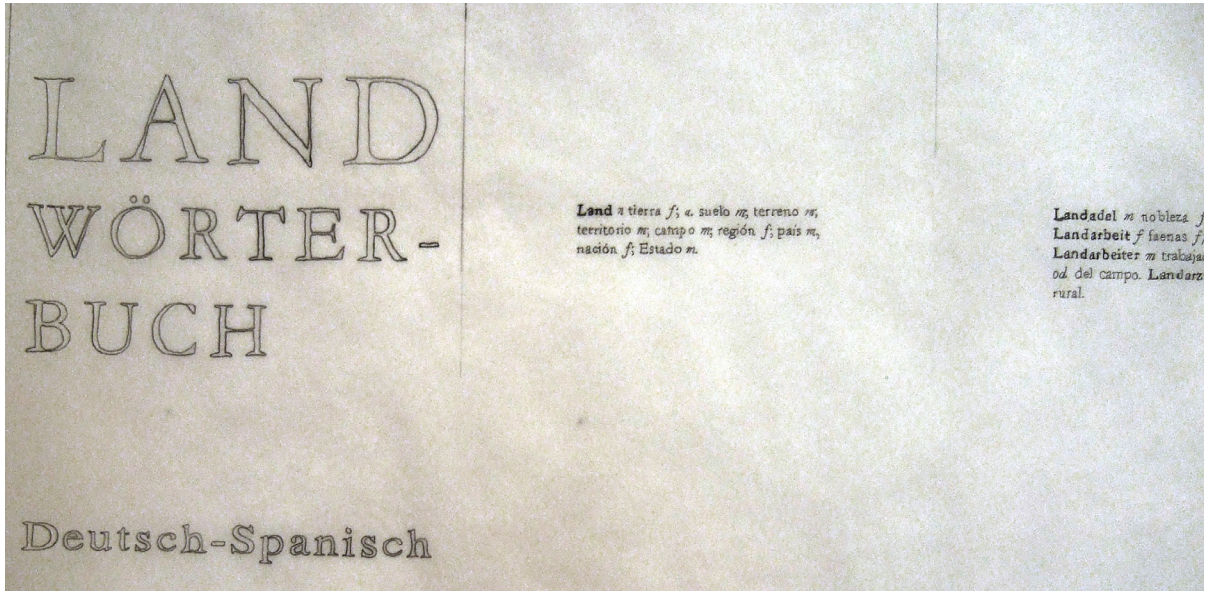 LAND
WÖRTER-
BUCH
Deutsch-Spanisch
Land n tierra f; a. suelo m; terreno m;
territorio m; campo m; región f; país m,
nación f; Estado m.
Landadel m nobleza f
Landarbeit f faenas f,
Landarbeiter m
od. del campo.
rural.